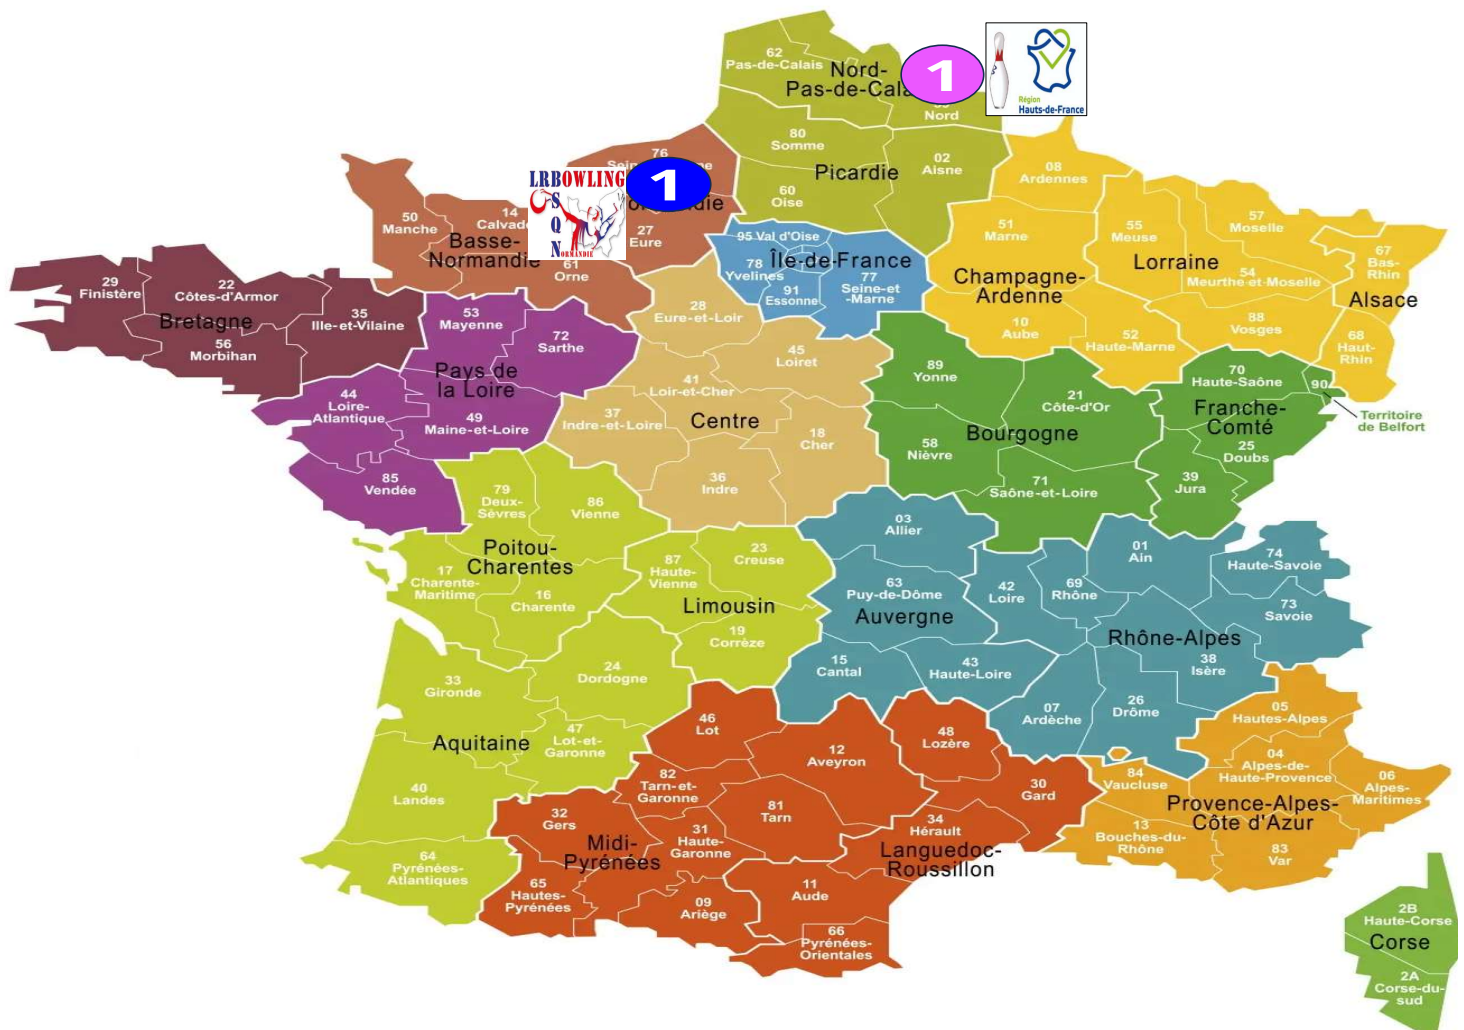 62
Pas-de-Calais
Nord-
Pas-de-Cala
1
Région
Hauts-de-France
Nord
80
Somme
Picardie
02
Aisne
60
Oise
08
Ardennes
76
LRBOWLING
S
Q
N
NORMANDIE
1
50
Manche
14
Calvad
Basse-
Normandie
61
Orne
27
Eure
95 Val d'Oise
Île-de-France
78
Yvelines
91
Essonne
77
Seine-et
-Marne
51
Marne
Champagne-
Ardenne
10
Aube
52
Haute-Marne
55
Meuse
Lorraine
57
Moselle
54
Meurthe-et-Moselle
88
Vosges
67
Bas-
Rhin
Alsace
68
Haut-
Rhin
29
Finistère
22
Côtes-d'Armor
Bretagne
35
Ille-et-Vilaine
56
Morbihan
53
Mayenne
72
Sarthe
Pays de
la Loire
44
Loire-
Atlantique
49
Maine-et-Loire
85
Vendée
28
Eure-et-Loir
45
Loiret
41
Loir-et-Cher
37
Indre-et-Loire
Centre
18
Cher
36
Indre
89
Yonne
21
Côte-d'Or
Bourgogne
58
Nièvre
71
Saône-et-Loire
70
Haute-Saône
90
Territoire
de Belfort
Franche-
Comté
25
Doubs
39
Jura
79
Deux-
Sèvres
86
Vienne
Poitou-
Charentes
17
Charente-
Maritime
16
Charente
87
Haute-
Vienne
23
Creuse
Limousin
19
Corrèze
03
Allier
63
Puy-de-Dôme
Auvergne
15
Cantal
43
Haute-Loire
42
Loire
69
Rhône
01
Ain
74
Haute-Savoie
73
Savoie
Rhône-Alpes
38
Isère
07
Ardèche
26
Drôme
33
Gironde
24
Dordogne
Aquitaine
47
Lot-et-
Garonne
40
Landes
64
Pyrénées-
Atlantiques
46
Lot
12
Aveyron
82
Tarn-et-
Garonne
32
Gers
Midi-
Pyrénées
31
Haute-
Garonne
81
Tarn
65
Hautes-
Pyrénées
09
Ariège
48
Lozère
30
Gard
34
Hérault
Languedoc-
Roussillon
11
Aude
66
Pyrénées-
Orientales
05
Hautes-Alpes
04
Alpes-de-
Haute-Provence
06
Alpes-
Maritimes
84
Vaucluse
Provence-Alpes-
Côte d'Azur
13
Bouches-du-
Rhône
83
Var
2B
Haute-Corse
Corse
2A
Corse-du-
sud